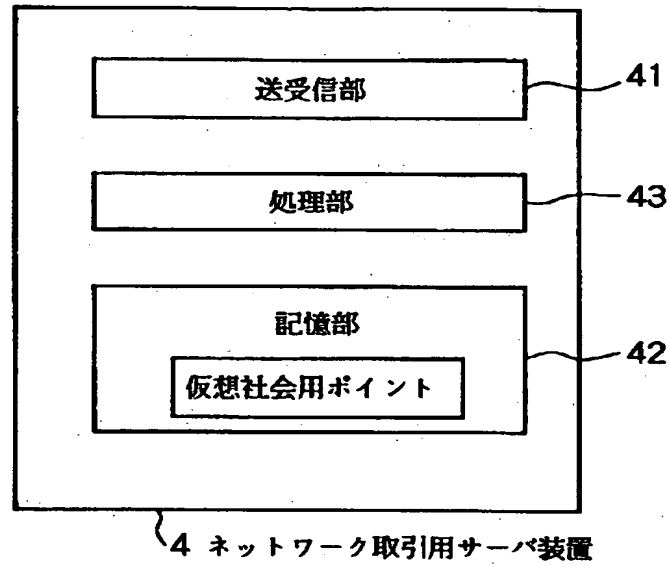 送受信部
41
処理部
43
記憶部
42
仮想社会用ポイント
4 ネットワーク取引用サーバ装置